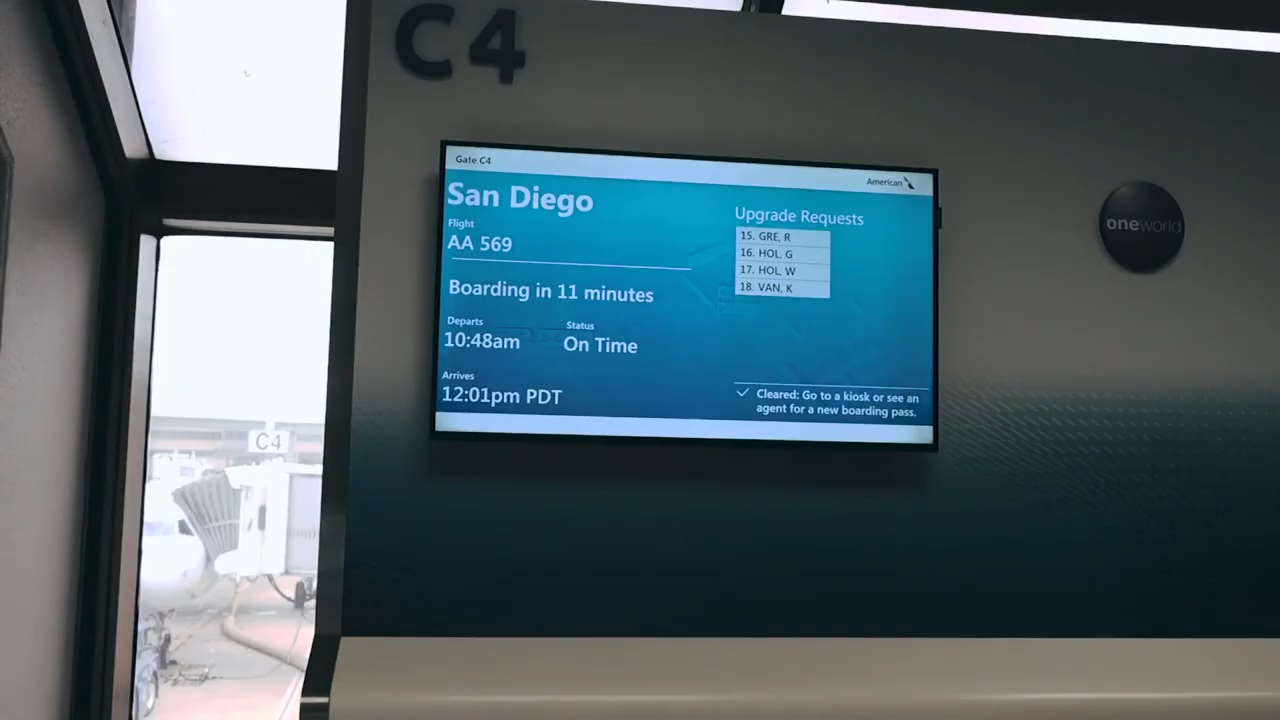 C4
Gate C4
American
San Diego
Flight
AA 569
Boarding in 11 minutes
Departs
10:48am
Status
On Time
Arrives
12:01pm PDT
Upgrade Requests
15. GRE, R
16. HOL, G
17. HOL, W
18. VAN, K
Cleared: Go to a kiosk or see an
agent for a new boarding pass.
oneworld
C4